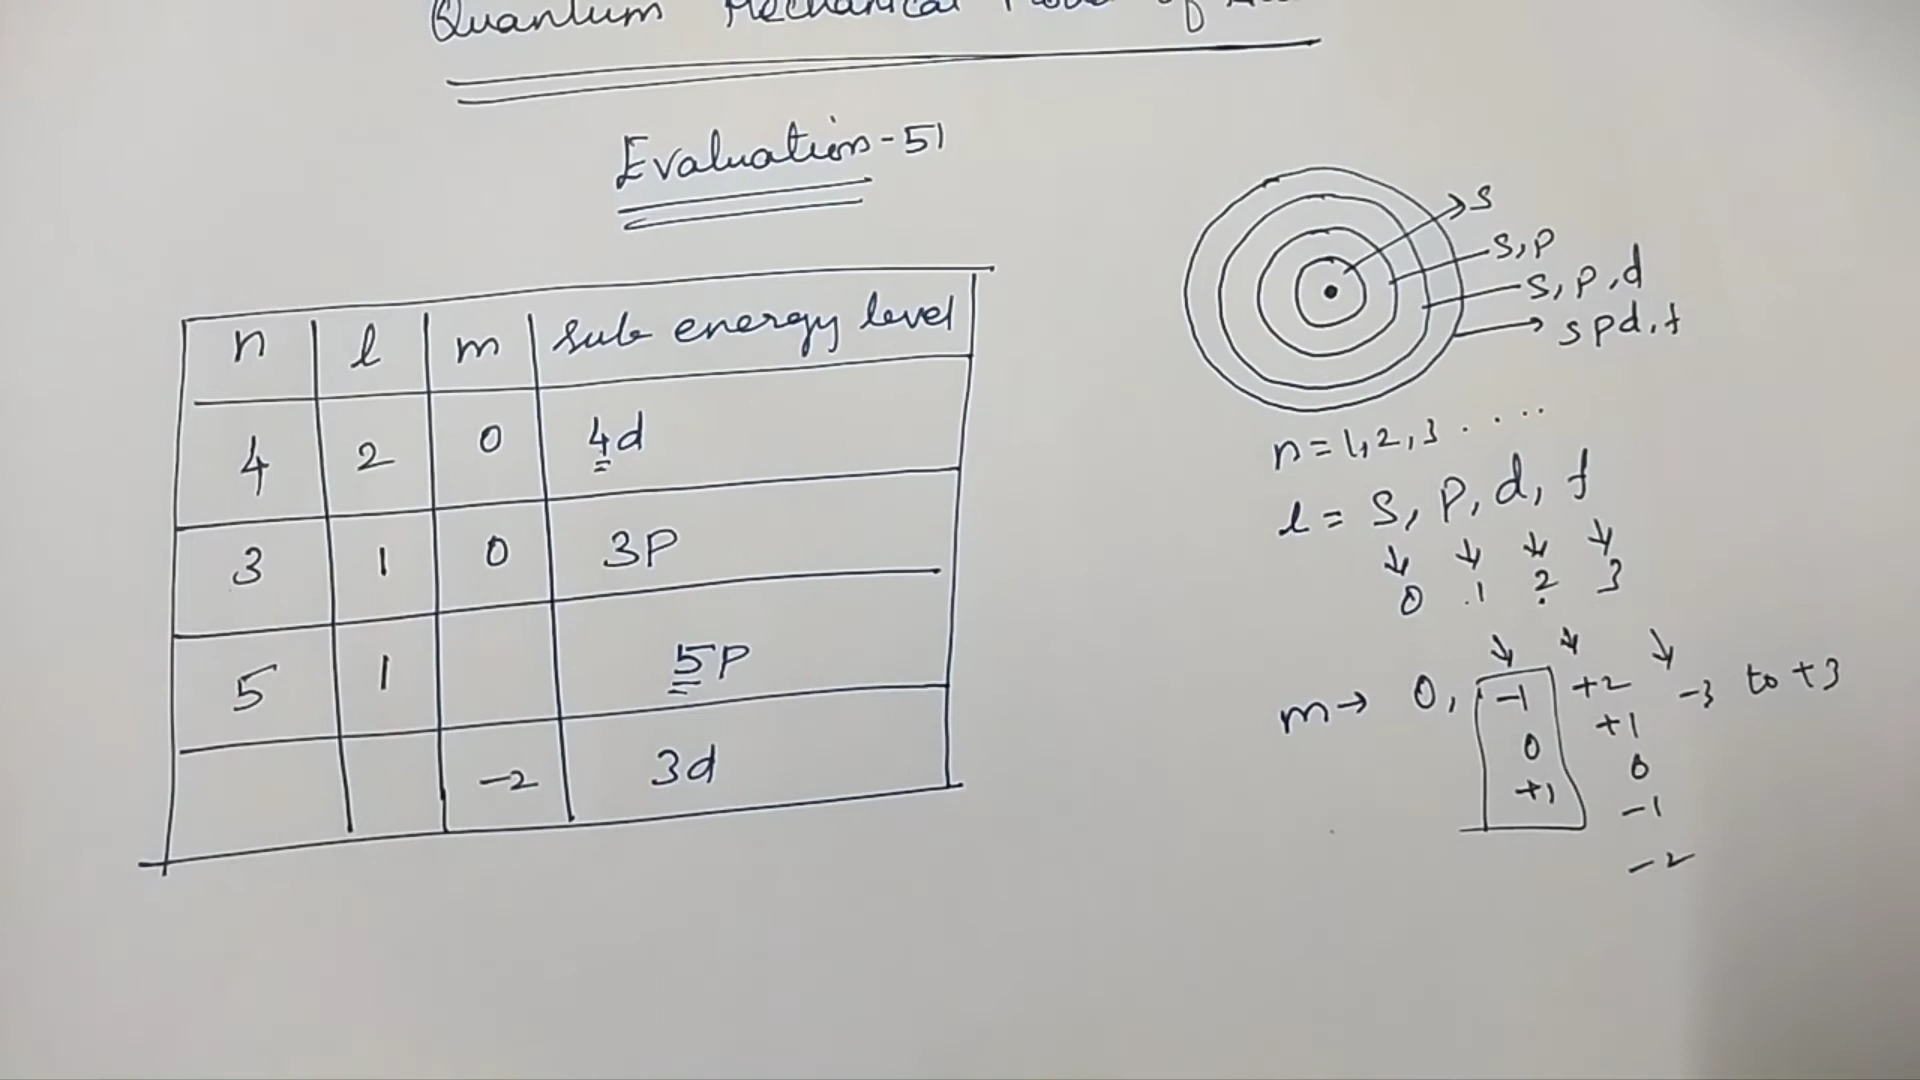 Quantum Mechanical
Evaluation-51
n l m sub energy level
4 2 0 4d
3 1 0 3P
5 1 5P
-2 3d
s
s,p
s, p, d
s p d, f
n=1,2,3.....
l = s, p, d, f
0 .1 2 3
m→ 0, -1 +2 -3 to +3
+1
0
0
+1
-1
-2